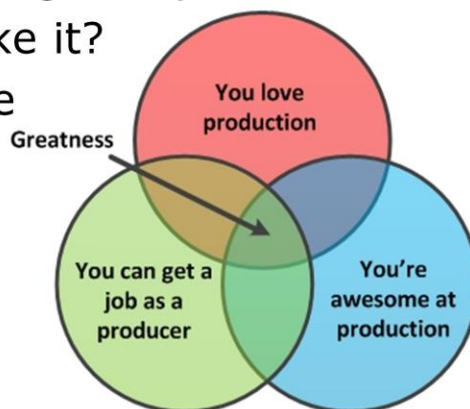 ke it?
e
Greatness
You love
production
You can get a
job as a
producer
You're
awesome at
production